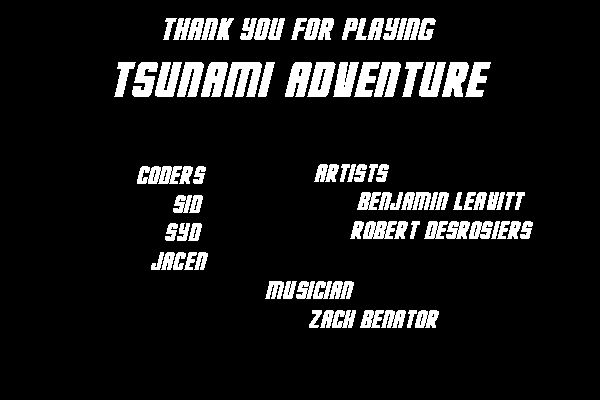 THANK YOU FOR PLAYING
TSUNAMI ADVENTURE
CODERS
SID
SYD
JACEN
ARTISTS
BENJAMIN LEAVITT
ROBERT DESROSIERS
MUSICIAN
ZACH BENATOR